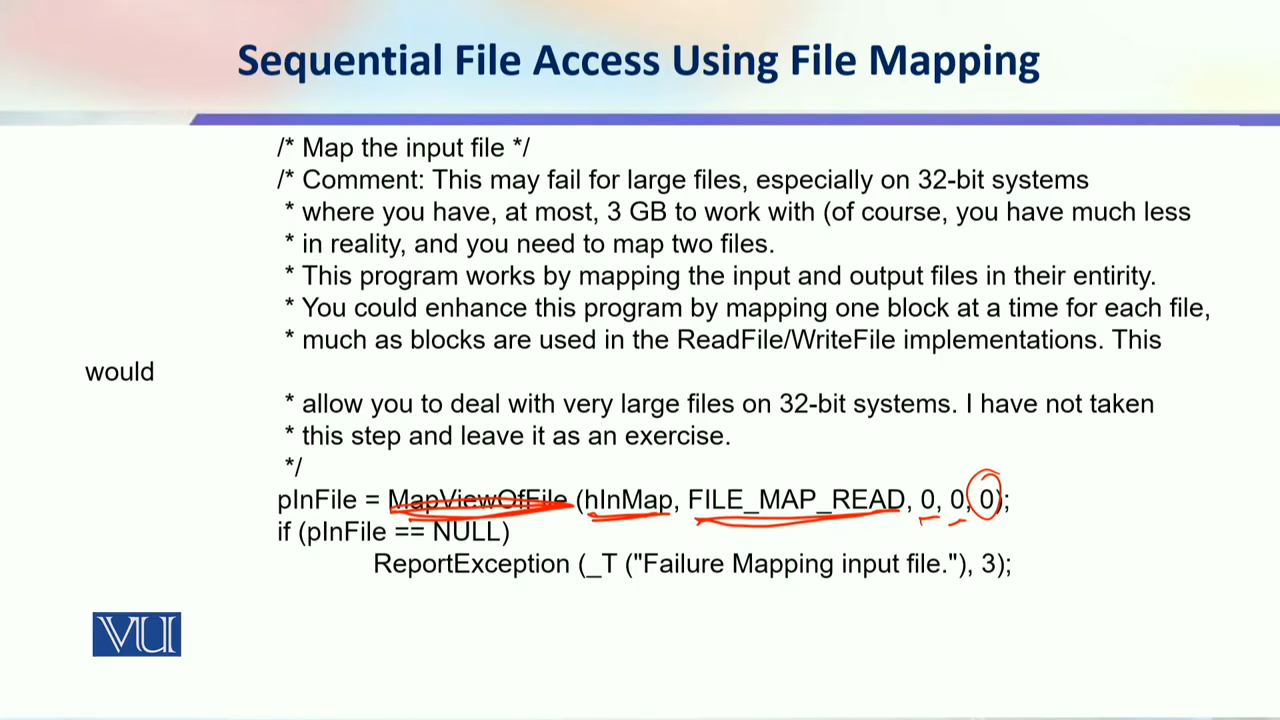 Sequential File Access Using File Mapping
/* Map the input file */
/* Comment: This may fail for large files, especially on 32-bit systems
* where you have, at most, 3 GB to work with (of course, you have much less
* in reality, and you need to map two files.
* This program works by mapping the input and output files in their entirity.
* You could enhance this program by mapping one block at a time for each file,
* much as blocks are used in the ReadFile/WriteFile implementations. This
would
* allow you to deal with very large files on 32-bit systems. I have not taken
* this step and leave it as an exercise.
*/
pInFile = MapViewOfFile (hInMap, FILE_MAP_READ, 0, 0, 0);
if (pInFile == NULL)
ReportException (_T ("Failure Mapping input file."), 3);
VU